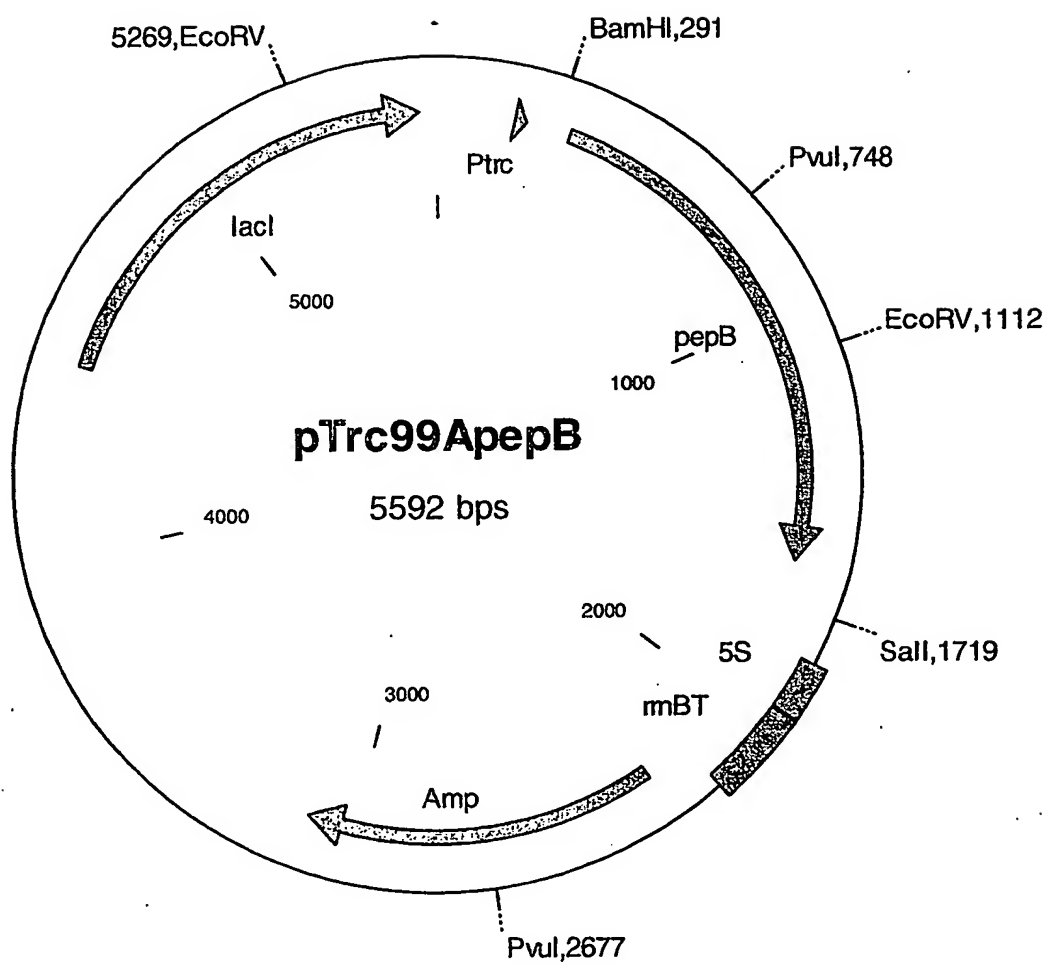 5269,EcoRV
BamHI,291
Ptrc
PvuI,748
I
lacI
5000
EcoRV,1112
pepB
1000
pTrc99ApepB
5592 bps
4000
2000
5S
SalI,1719
3000
rrnBT
Amp
PvuI,2677